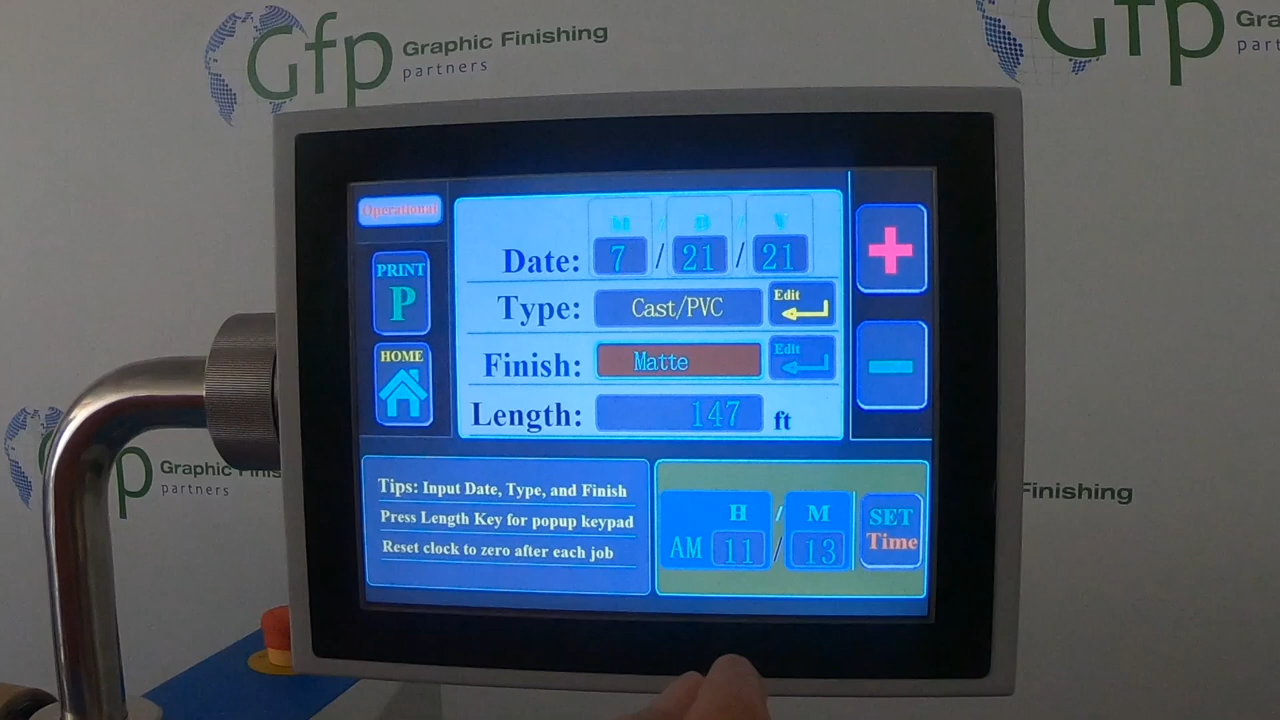 Gfp Graphic Finishing
partners
Gfp Gra
part
Operational
M / D / Y
Date: 7 / 21 / 21
PRINT
P
Type: Cast/PVC Edit
HOME
Finish: Matte Edit
Length: 147 ft
Graphic Finis
partners
Finishing
Tips: Input Date, Type, and Finish
Press Length Key for popup keypad
Reset clock to zero after each job
H / M
AM 11 / 13
SET
Time